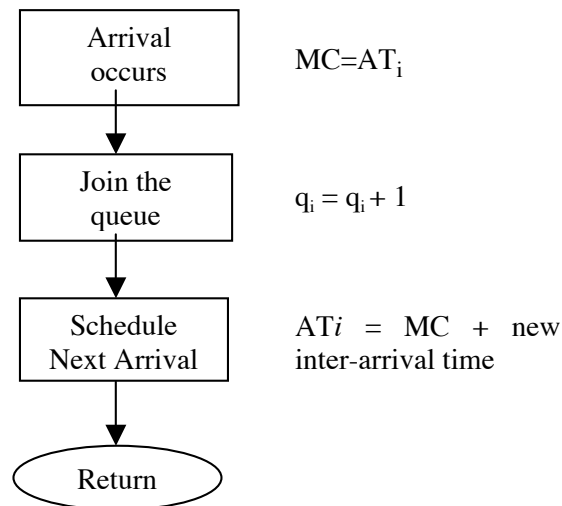 Arrival
occurs
MC=ATi
Join the
queue
qi = qi + 1
Schedule
Next Arrival
ATi = MC + new
inter-arrival time
Return